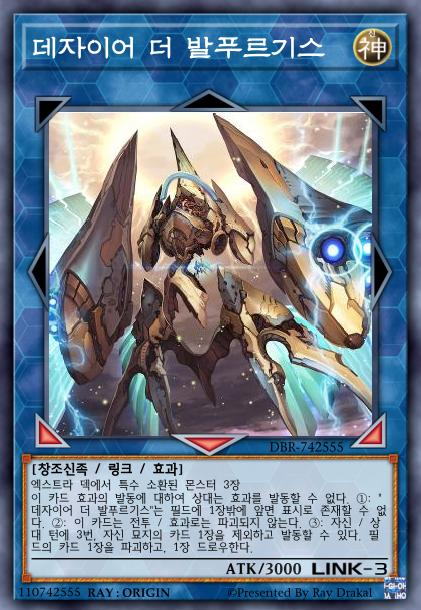 데자이어 더 발푸르기스
신
神
DBR-742555
[창조신족 / 링크 / 효과]
엑스트라 덱에서 특수 소환된 몬스터 3장
이 카드 효과의 발동에 대하여 상대는 효과를 발동할 수 없다. ①: "
데자이어 더 발푸르기스"는 필드에 1장밖에 앞면 표시로 존재할 수 없
다. ②: 이 카드는 전투 / 효과로는 파괴되지 않는다. ③: 자신 / 상
대 턴에 3번, 자신 묘지의 카드 1장을 제외하고 발동할 수 있다. 필
드의 카드 1장을 파괴하고, 1장 드로우한다.
ATK/3000 LINK-3
110742555 RAY : ORIGIN ©Presented By Ray Drakal